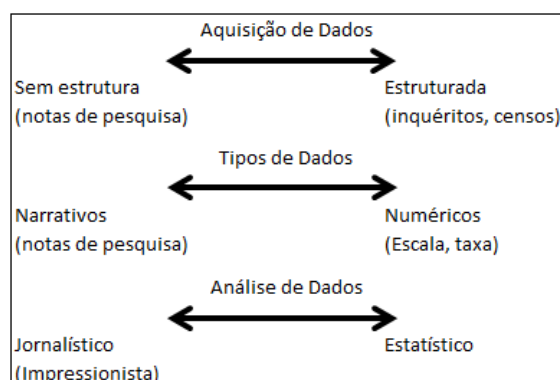 Aquisição de Dados
Sem estrutura Estruturada
(notas de pesquisa) (inquéritos, censos)
Tipos de Dados
Narrativos Numéricos
(notas de pesquisa) (Escala, taxa)
Análise de Dados
Jornalístico Estatístico
(Impressionista)